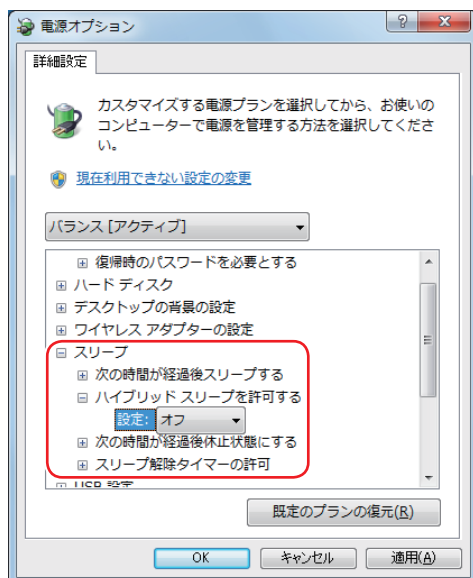 電源オプション
詳細設定
カスタマイズする電源プランを選択してから、お使いの
コンピューターで電源を管理する方法を選択してくださ
い。
現在利用できない設定の変更
バランス [アクティブ]
復帰時のパスワードを必要とする
ハード ディスク
デスクトップの背景の設定
ワイヤレス アダプターの設定
スリープ
次の時間が経過後スリープする
ハイブリッド スリープを許可する
設定: オフ
次の時間が経過後休止状態にする
スリープ解除タイマーの許可
USB 設定
既定のプランの復元(R)
OK キャンセル 適用(A)